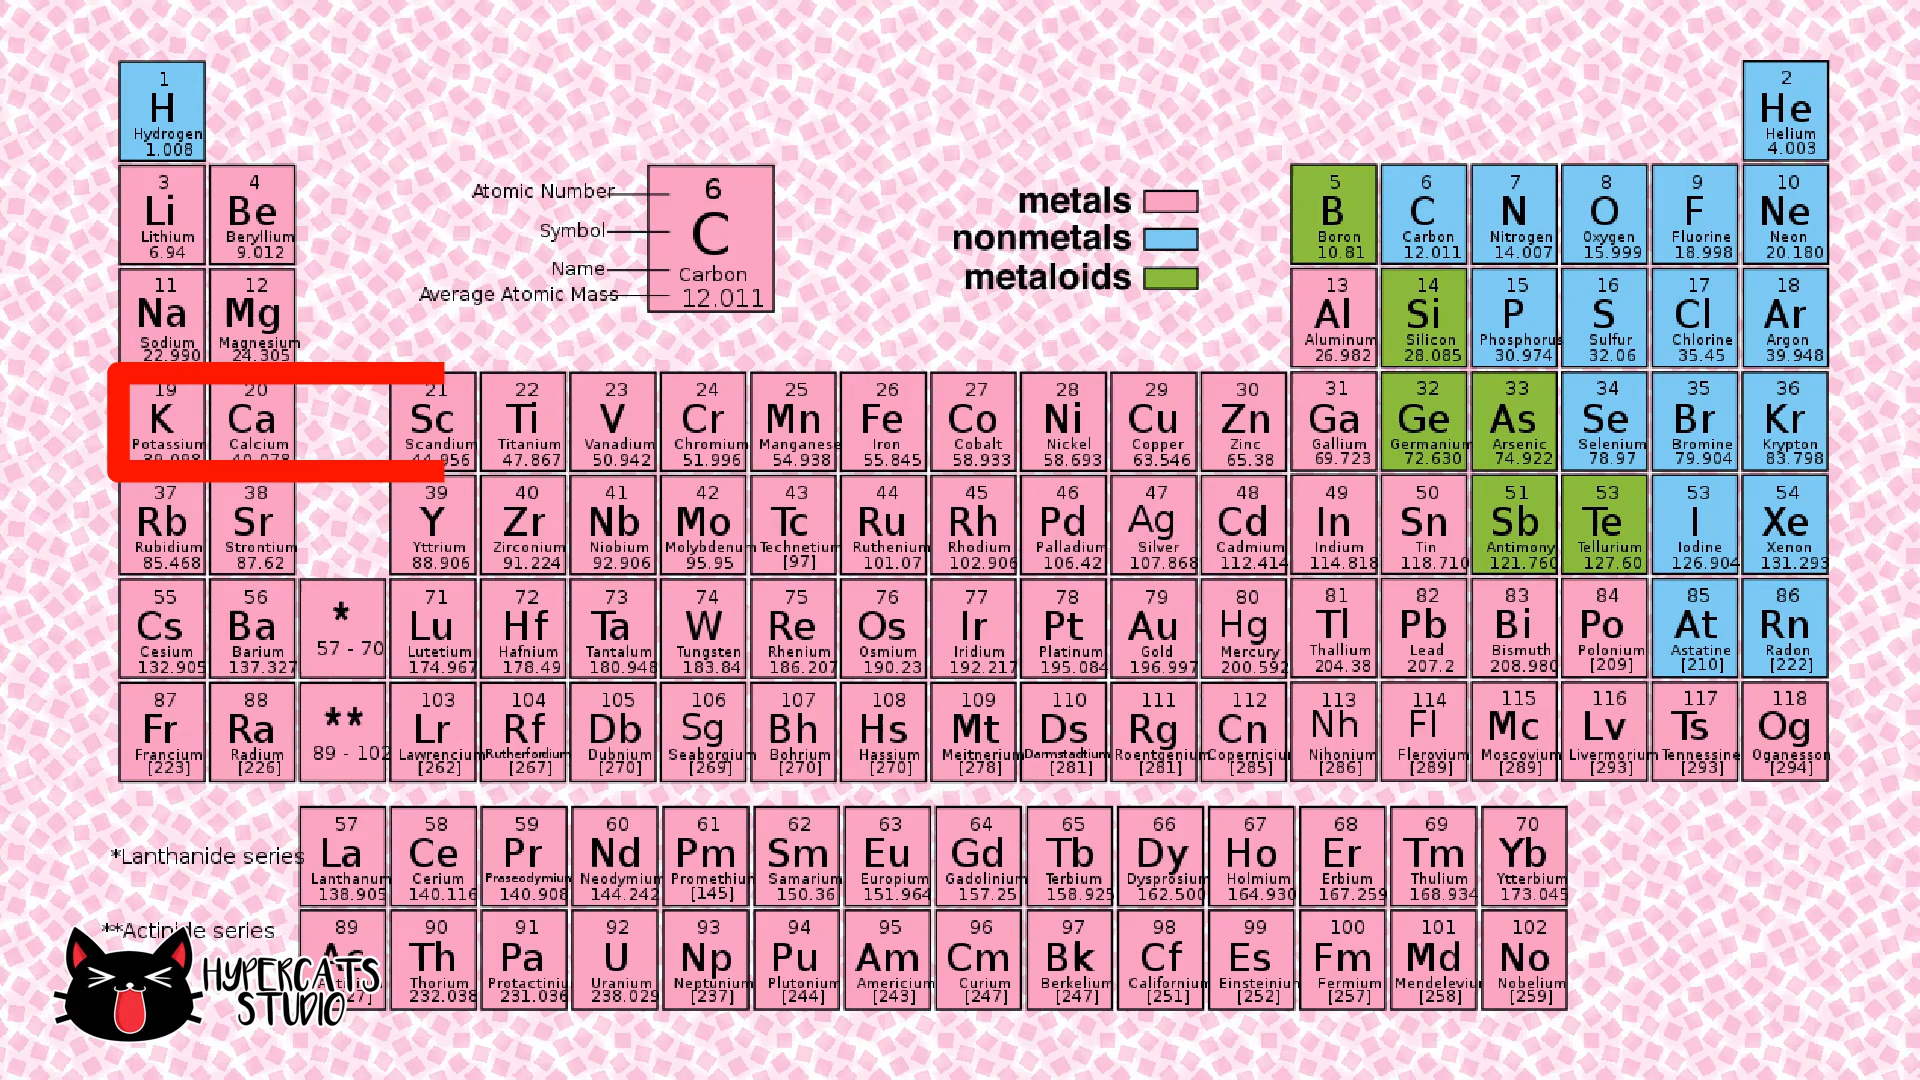 1 2
H He
Hydrogen Helium
1.008 4.003
3 4 5 6 7 8 9 10
Li Be B C N O F Ne
Lithium Beryllium Boron Carbon Nitrogen Oxygen Fluorine Neon
6.94 9.012 10.81 12.011 14.007 15.999 18.998 20.180
Atomic Number 6
Symbol C
Name Carbon
Average Atomic Mass 12.011
metals
nonmetals
metaloids
11 12 13 14 15 16 17 18
Na Mg Al Si P S Cl Ar
Sodium Magnesium Aluminum Silicon Phosphorus Sulfur Chlorine Argon
22.990 24.305 26.982 28.085 30.974 32.06 35.45 39.948
19 20 21 22 23 24 25 26 27 28 29 30 31 32 33 34 35 36
K Ca Sc Ti V Cr Mn Fe Co Ni Cu Zn Ga Ge As Se Br Kr
Potassium Calcium Scandium Titanium Vanadium Chromium Manganese Iron Cobalt Nickel Copper Zinc Gallium Germanium Arsenic Selenium Bromine Krypton
39.098 40.078 44.956 47.867 50.942 51.996 54.938 55.845 58.933 58.693 63.546 65.38 69.723 72.630 74.922 78.97 79.904 83.798
37 38 39 40 41 42 43 44 45 46 47 48 49 50 51 53 53 54
Rb Sr Y Zr Nb Mo Tc Ru Rh Pd Ag Cd In Sn Sb Te I Xe
Rubidium Strontium Yttrium Zirconium Niobium Molybdenum Technetium Ruthenium Rhodium Palladium Silver Cadmium Indium Tin Antimony Tellurium Iodine Xenon
85.468 87.62 88.906 91.224 92.906 95.95 [97] 101.07 102.906 106.42 107.868 112.414 114.818 118.710 121.760 127.60 126.904 131.293
55 56 * 71 72 73 74 75 76 77 78 79 80 81 82 83 84 85 86
Cs Ba 57 - 70 Lu Hf Ta W Re Os Ir Pt Au Hg Tl Pb Bi Po At Rn
Cesium Barium Lutetium Hafnium Tantalum Tungsten Rhenium Osmium Iridium Platinum Gold Mercury Thallium Lead Bismuth Polonium Astatine Radon
132.905 137.327 174.967 178.49 180.948 183.84 186.207 190.23 192.217 195.084 196.997 200.592 204.38 207.2 208.980 [209] [210] [222]
87 88 ** 103 104 105 106 107 108 109 110 111 112 113 114 115 116 117 118
Fr Ra 89 - 102 Lr Rf Db Sg Bh Hs Mt Ds Rg Cn Nh Fl Mc Lv Ts Og
Francium Radium Lawrencium Rutherfordium Dubnium Seaborgium Bohrium Hassium Meitnerium Darmstadtium Roentgenium Coperniciu Nihonium Flerovium Moscovium Livermorium Tennessine Oganesson
[223] [226] [262] [267] [270] [269] [270] [270] [278] [281] [281] [285] [286] [289] [289] [293] [293] [294]
57 58 59 60 61 62 63 64 65 66 67 68 69 70
*Lanthanide series La Ce Pr Nd Pm Sm Eu Gd Tb Dy Ho Er Tm Yb
Lanthanum Cerium Praseodymium Neodymium Promethium Samarium Europium Gadolinium Terbium Dysprosium Holmium Erbium Thulium Ytterbium
138.905 140.116 140.908 144.242 [145] 150.36 151.964 157.25 158.925 162.500 164.930 167.259 168.934 173.045
89 90 91 92 93 94 95 96 97 98 99 100 101 102
**Actinide series Ac Th Pa U Np Pu Am Cm Bk Cf Es Fm Md No
Thorium Protactiniu Uranium Neptunium Plutonium Americium Curium Berkelium Californium Einsteiniu Fermium Mendeleviu Nobelium
232.038 231.036 238.029 [237] [244] [243] [247] [247] [251] [252] [257] [258] [259]
HYPERCATS
STUDIO